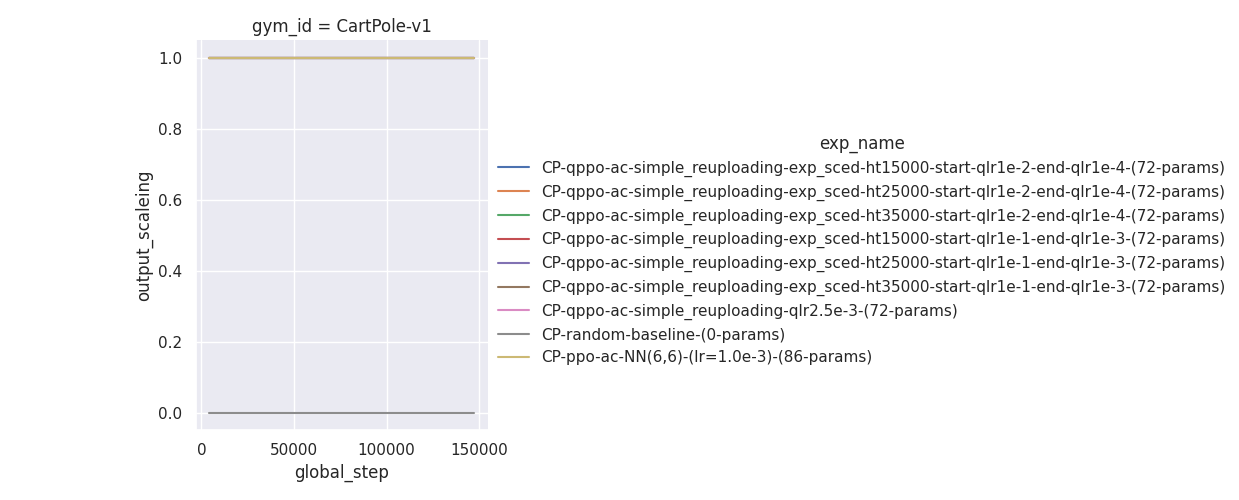 gym_id = CartPole-v1
1.0
0.8
0.6
0.4
0.2
0.0
output_scaleing
0
50000
100000
150000
global_step
exp_name
CP-qppo-ac-simple_reuploading-exp_sced-ht15000-start-qlr1e-2-end-qlr1e-4-(72-params)
CP-qppo-ac-simple_reuploading-exp_sced-ht25000-start-qlr1e-2-end-qlr1e-4-(72-params)
CP-qppo-ac-simple_reuploading-exp_sced-ht35000-start-qlr1e-2-end-qlr1e-4-(72-params)
CP-qppo-ac-simple_reuploading-exp_sced-ht15000-start-qlr1e-1-end-qlr1e-3-(72-params)
CP-qppo-ac-simple_reuploading-exp_sced-ht25000-start-qlr1e-1-end-qlr1e-3-(72-params)
CP-qppo-ac-simple_reuploading-exp_sced-ht35000-start-qlr1e-1-end-qlr1e-3-(72-params)
CP-qppo-ac-simple_reuploading-qlr2.5e-3-(72-params)
CP-random-baseline-(0-params)
CP-ppo-ac-NN(6,6)-(lr=1.0e-3)-(86-params)